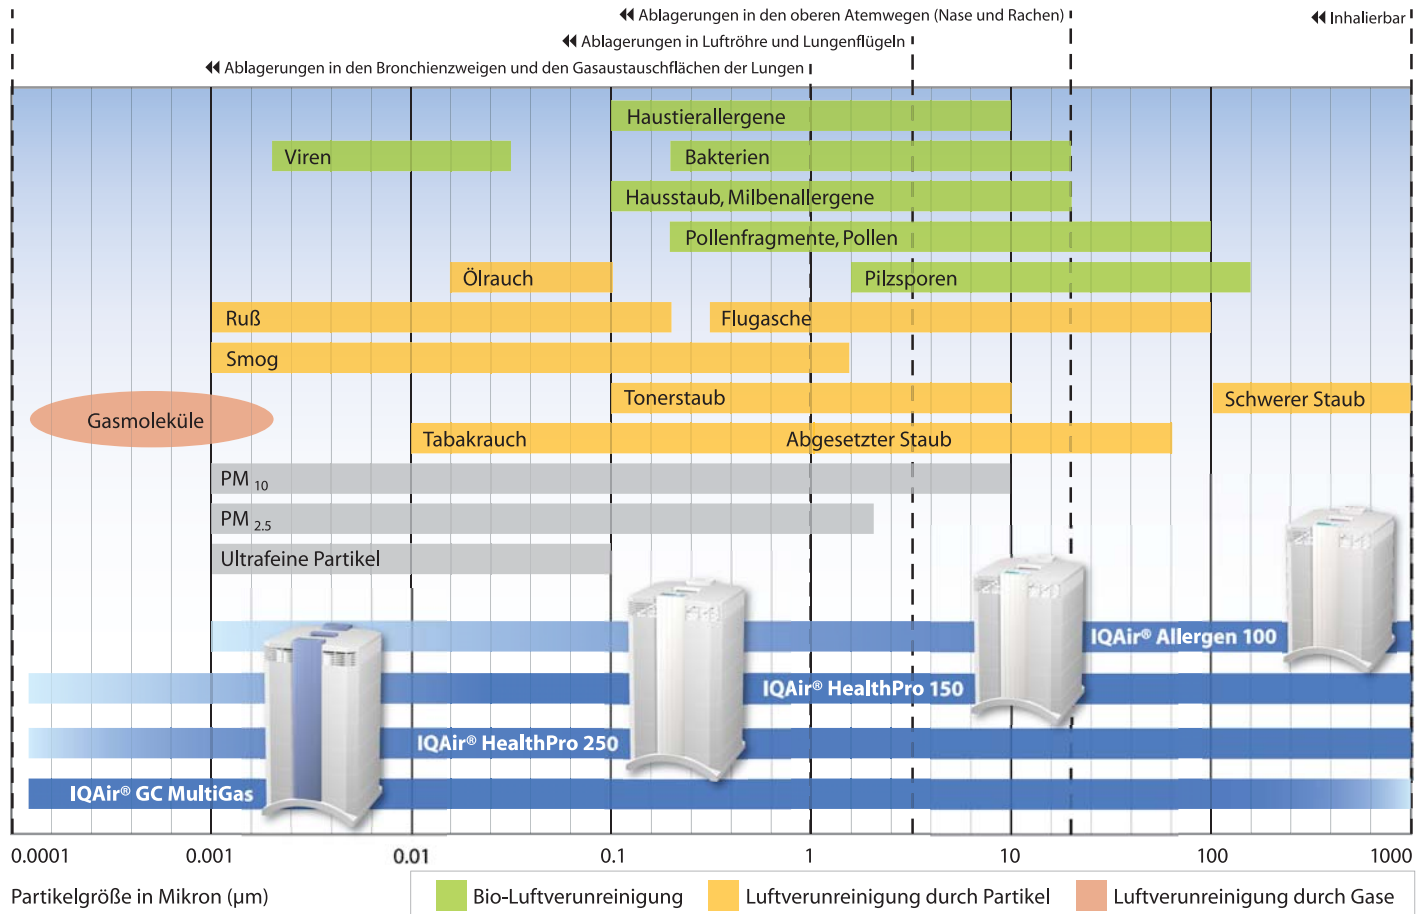 Ablagerungen in den oberen Atemwegen (Nase und Rachen)
Inhalierbar
Ablagerungen in Luftröhre und Lungenflügeln
Ablagerungen in den Bronchienzweigen und den Gasaustauschflächen der Lungen
Haustierallergene
Viren
Bakterien
Hausstaub, Milbenallergene
Pollenfragmente, Pollen
Ölrauch
Pilzsporen
Ruß
Flugasche
Smog
Gasmoleküle
Tonerstaub
Schwerer Staub
Tabakrauch
Abgesetzter Staub
PM 10
PM 2.5
Ultrafeine Partikel
IQAir® Allergen 100
IQAir® HealthPro 150
IQAir® HealthPro 250
IQAir® GC MultiGas
0.0001 0.001 0.01 0.1 1 10 100 1000
Partikelgröße in Mikron (µm)
Bio-Luftverunreinigung
Luftverunreinigung durch Partikel
Luftverunreinigung durch Gase